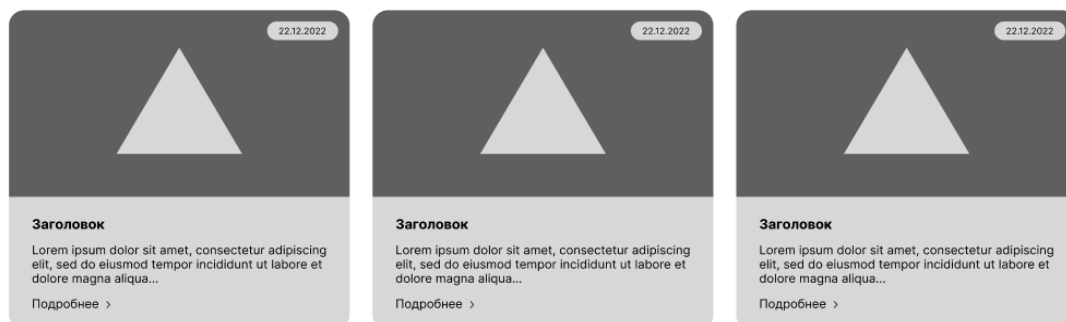 22.12.2022
Заголовок
Lorem ipsum dolor sit amet, consectetur adipiscing
elit, sed do eiusmod tempor incididunt ut labore et
dolore magna aliqua...
Подробнее >
22.12.2022
Заголовок
Lorem ipsum dolor sit amet, consectetur adipiscing
elit, sed do eiusmod tempor incididunt ut labore et
dolore magna aliqua...
Подробнее >
22.12.2022
Заголовок
Lorem ipsum dolor sit amet, consectetur adipiscing
elit, sed do eiusmod tempor incididunt ut labore et
dolore magna aliqua...
Подробнее >